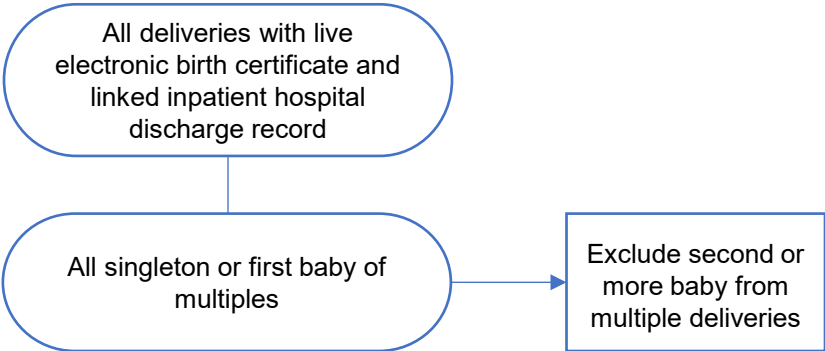 All deliveries with live
electronic birth certificate and
linked inpatient hospital
discharge record
All singleton or first baby of
multiples
Exclude second or
more baby from
multiple deliveries